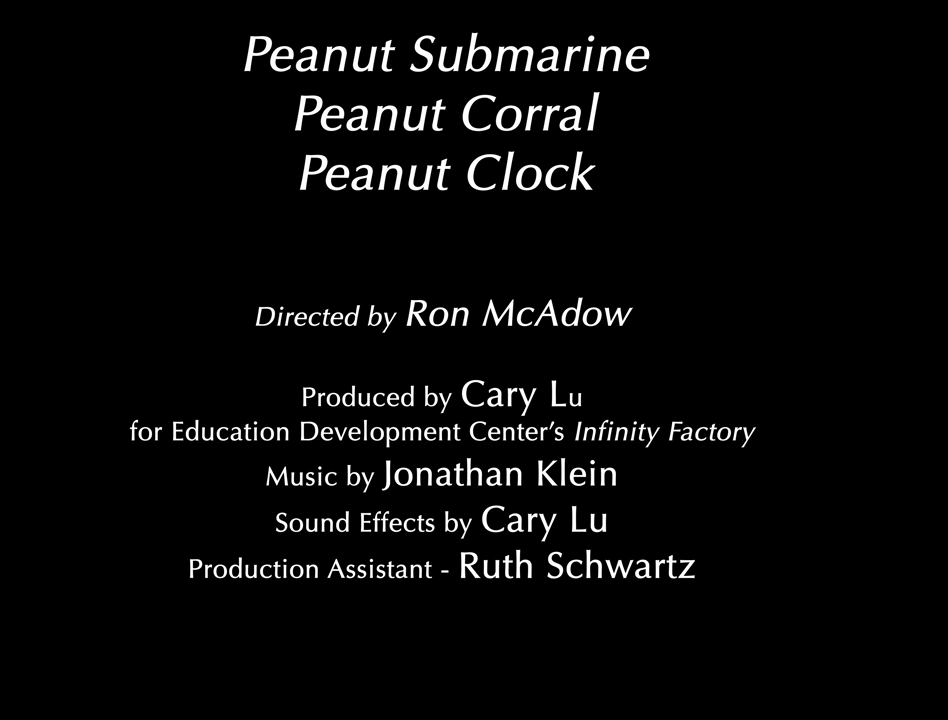 Peanut Submarine
Peanut Corral
Peanut Clock
Directed by Ron McAdow
Produced by Cary Lu
for Education Development Center’s Infinity Factory
Music by Jonathan Klein
Sound Effects by Cary Lu
Production Assistant - Ruth Schwartz